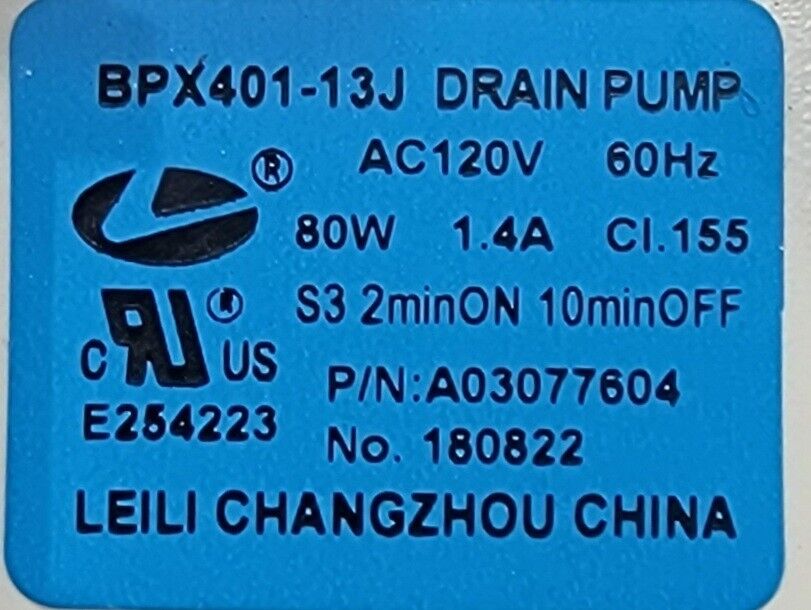 BPX401-13J DRAIN PUMP
AC120V 60Hz
®
80W 1.4A CI.155
S3 2minON 10minOFF
C RU ® US
P/N:A03077604
E254223
No. 180822
LEILI CHANGZHOU CHINA